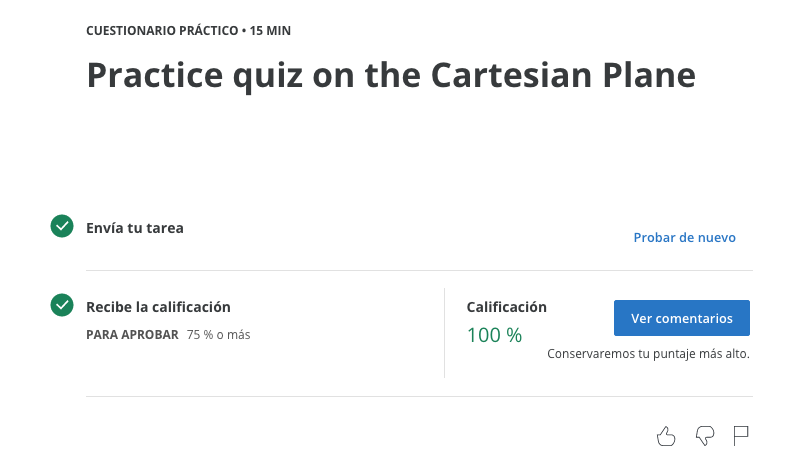 CUESTIONARIO PRÁCTICO • 15 MIN
Practice quiz on the Cartesian Plane
Envía tu tarea
Probar de nuevo
Recibe la calificación
PARA APROBAR 75 % o más
Calificación
100 %
Ver comentarios
Conservaremos tu puntaje más alto.